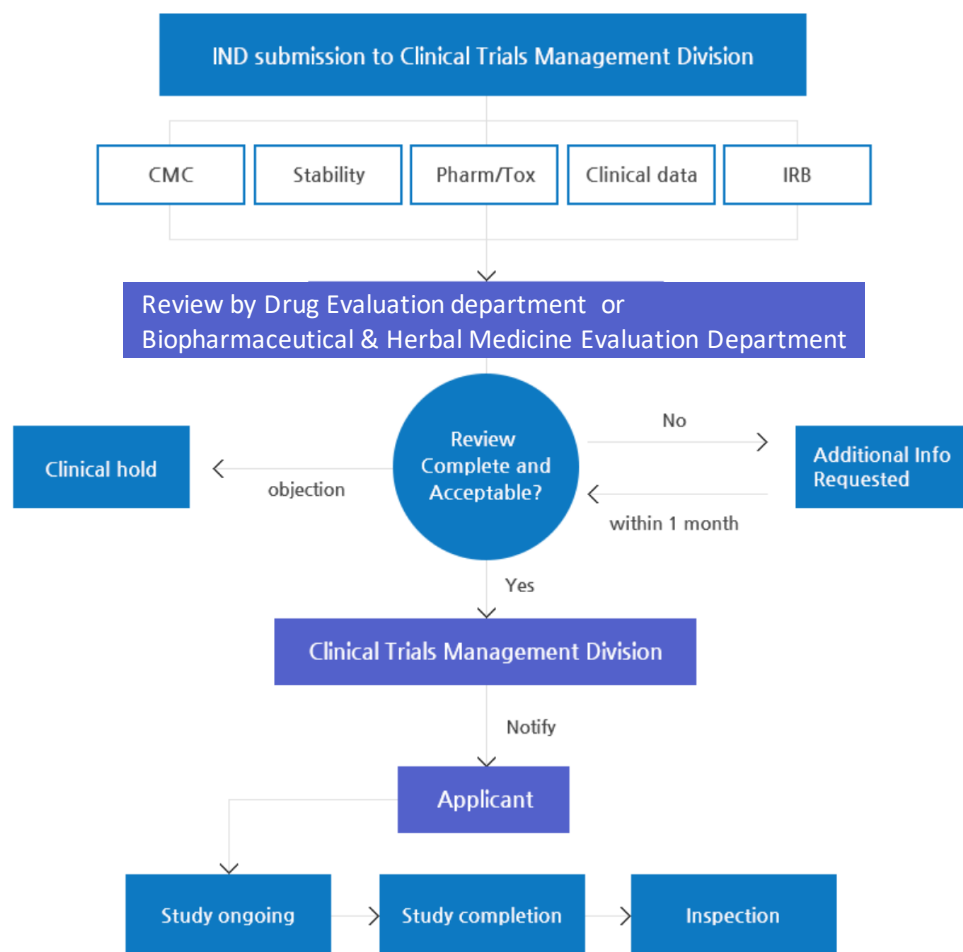 IND submission to Clinical Trials Management Division
CMC
Stability
Pharm/Tox
Clinical data
IRB
Review by Drug Evaluation department or
Biopharmaceutical & Herbal Medicine Evaluation Department
Review
Complete and
Acceptable?
No
Additional Info
Requested
within 1 month
objection
Clinical hold
Yes
Clinical Trials Management Division
Notify
Applicant
Study ongoing
Study completion
Inspection